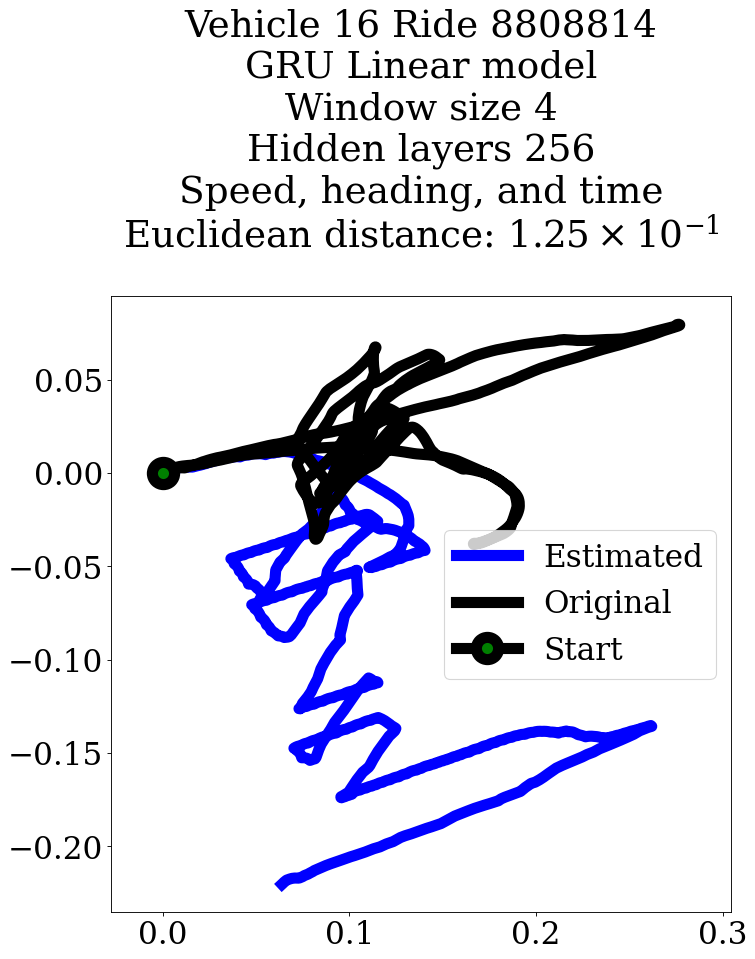 Vehicle 16 Ride 8808814
GRU Linear model
Window size 4
Hidden layers 256
Speed, heading, and time
Euclidean distance: 1.25 × 10⁻¹
0.05
0.00
−0.05
−0.10
−0.15
−0.20
Estimated
Original
Start
0.0 0.1 0.2 0.3